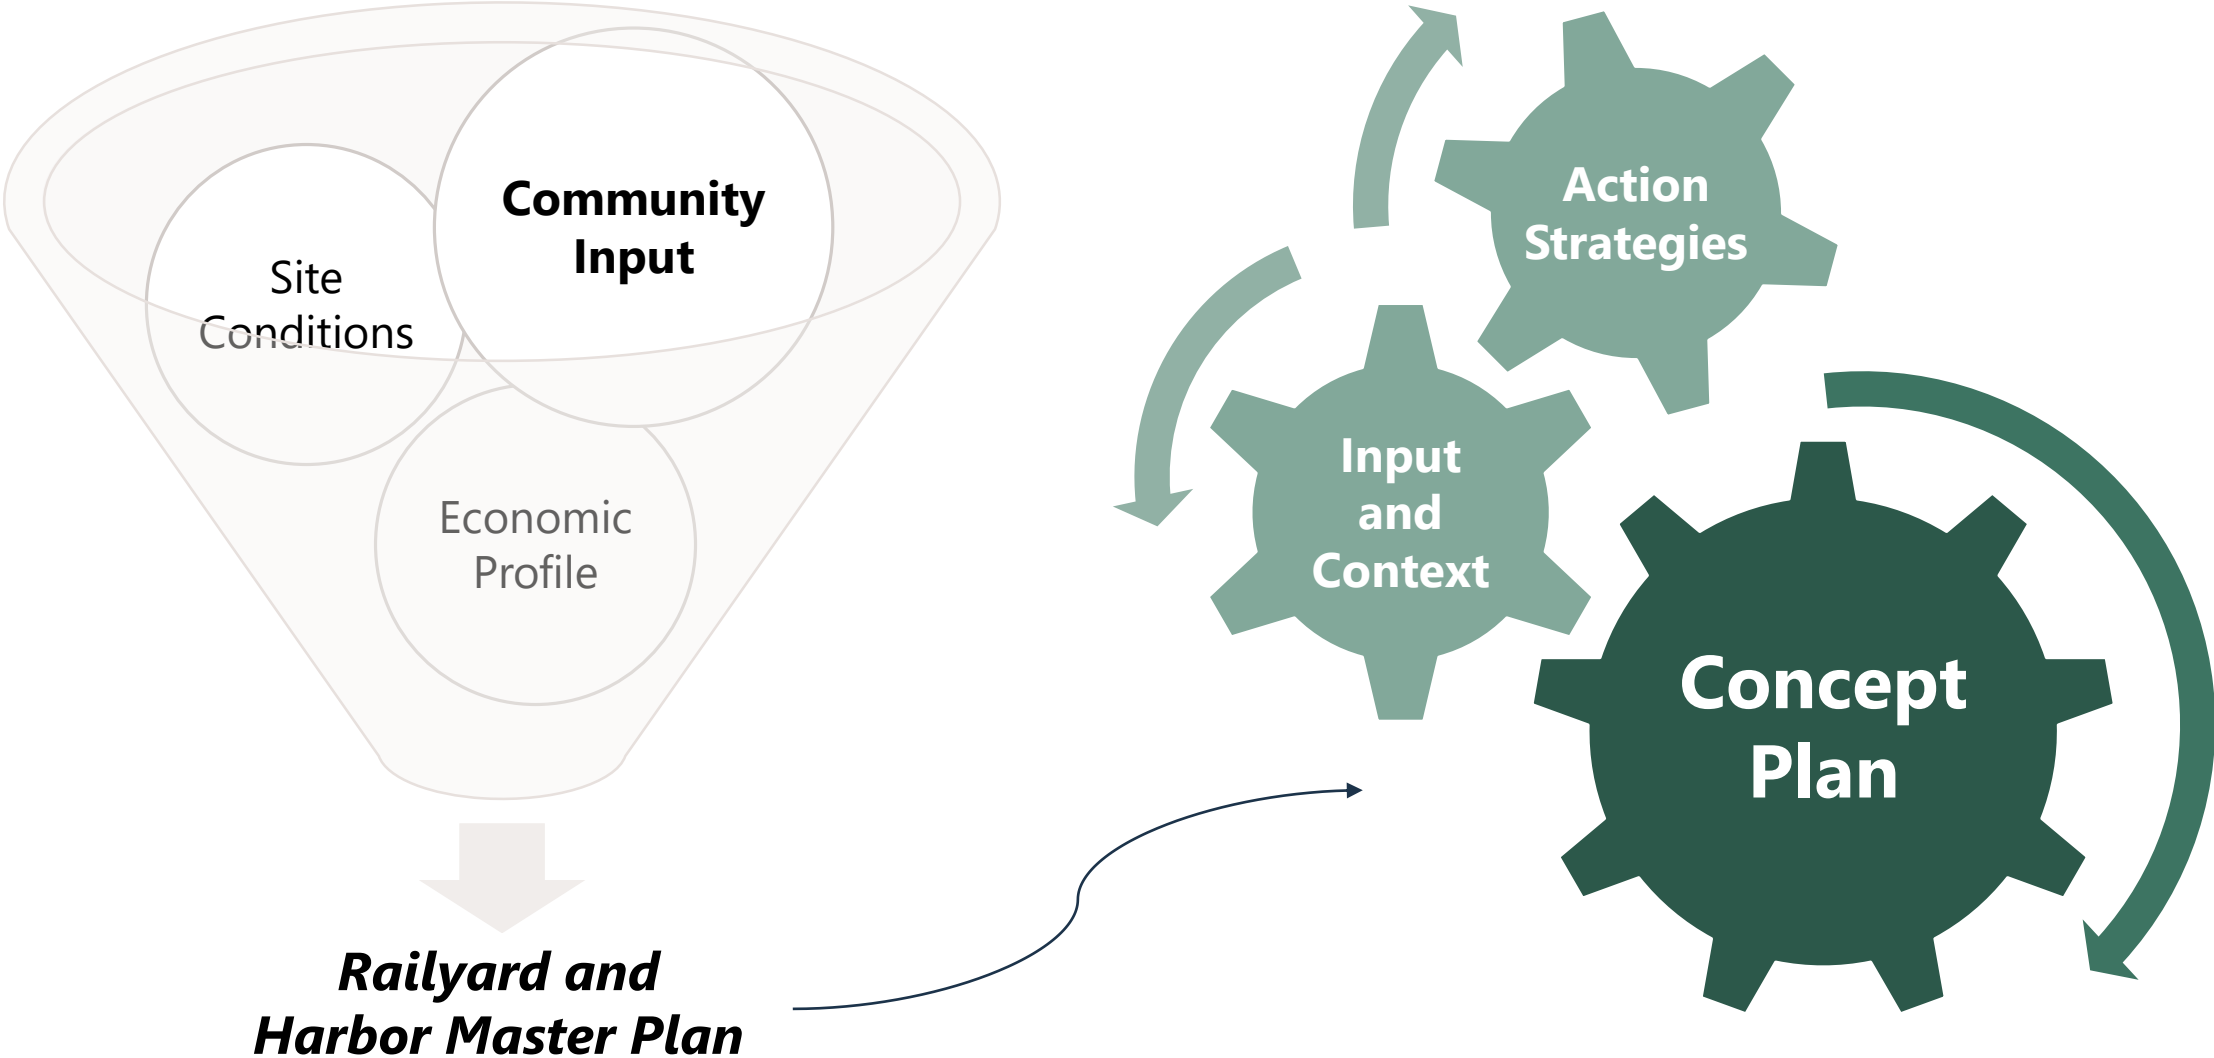 Community
Input
Site
Conditions
Economic
Profile
Railyard and
Harbor Master Plan
Action
Strategies
Input
and
Context
Concept
Plan